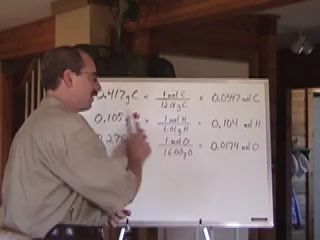 0.417g C × 1 mol C / 12.01g C = 0.0347 mol C
0.105g × 1 mol H / 1.01g H = 0.104 mol H
1 mol O / 16.00g O = 0.0174 mol O